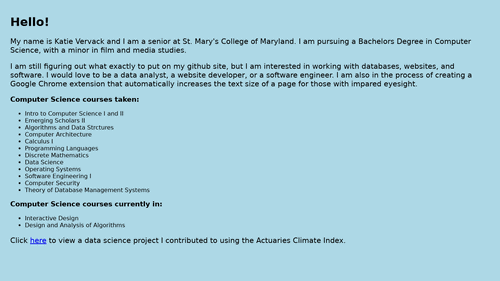 Hello!
My name is Katie Vervack and I am a senior at St. Mary's College of Maryland. I am pursuing a Bachelors Degree in Computer
Science, with a minor in film and media studies.
I am still figuring out what exactly to put on my github site, but I am interested in working with databases, websites, and
software. I would love to be a data analyst, a website developer, or a software engineer. I am also in the process of creating a
Google Chrome extension that automatically increases the text size of a page for those with impared eyesight.
Computer Science courses taken:
Intro to Computer Science I and II
Emerging Scholars II
Algorithms and Data Strctures
Computer Architecture
Calculus I
Programming Languages
Discrete Mathematics
Data Science
Operating Systems
Software Engineering I
Computer Security
Theory of Database Management Systems
Computer Science courses currently in:
Interactive Design
Design and Analysis of Algorithms
Click here to view a data science project I contributed to using the Actuaries Climate Index.